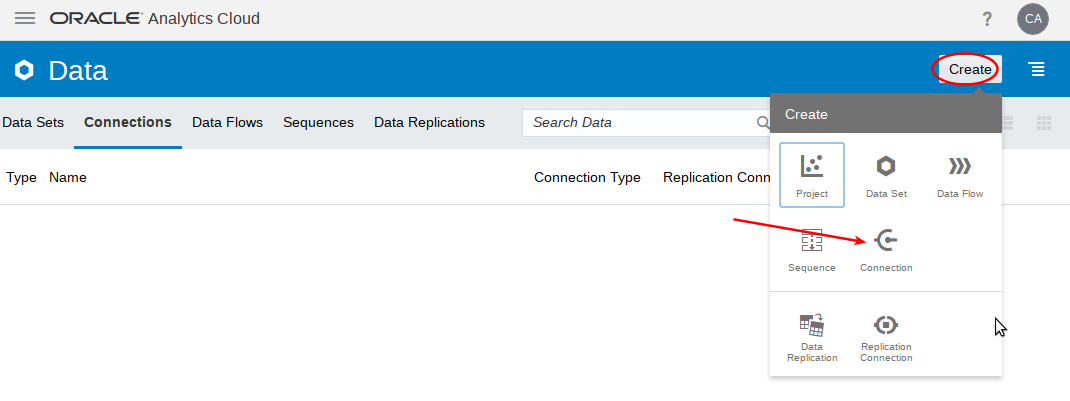 ORACLE Analytics Cloud ? CA
Data Create
Data Sets Connections Data Flows Sequences Data Replications Search Data
Create
Type Name Connection Type Replication Conn
Project Data Set Data Flow
Sequence Connection
Data Replication Replication Connection